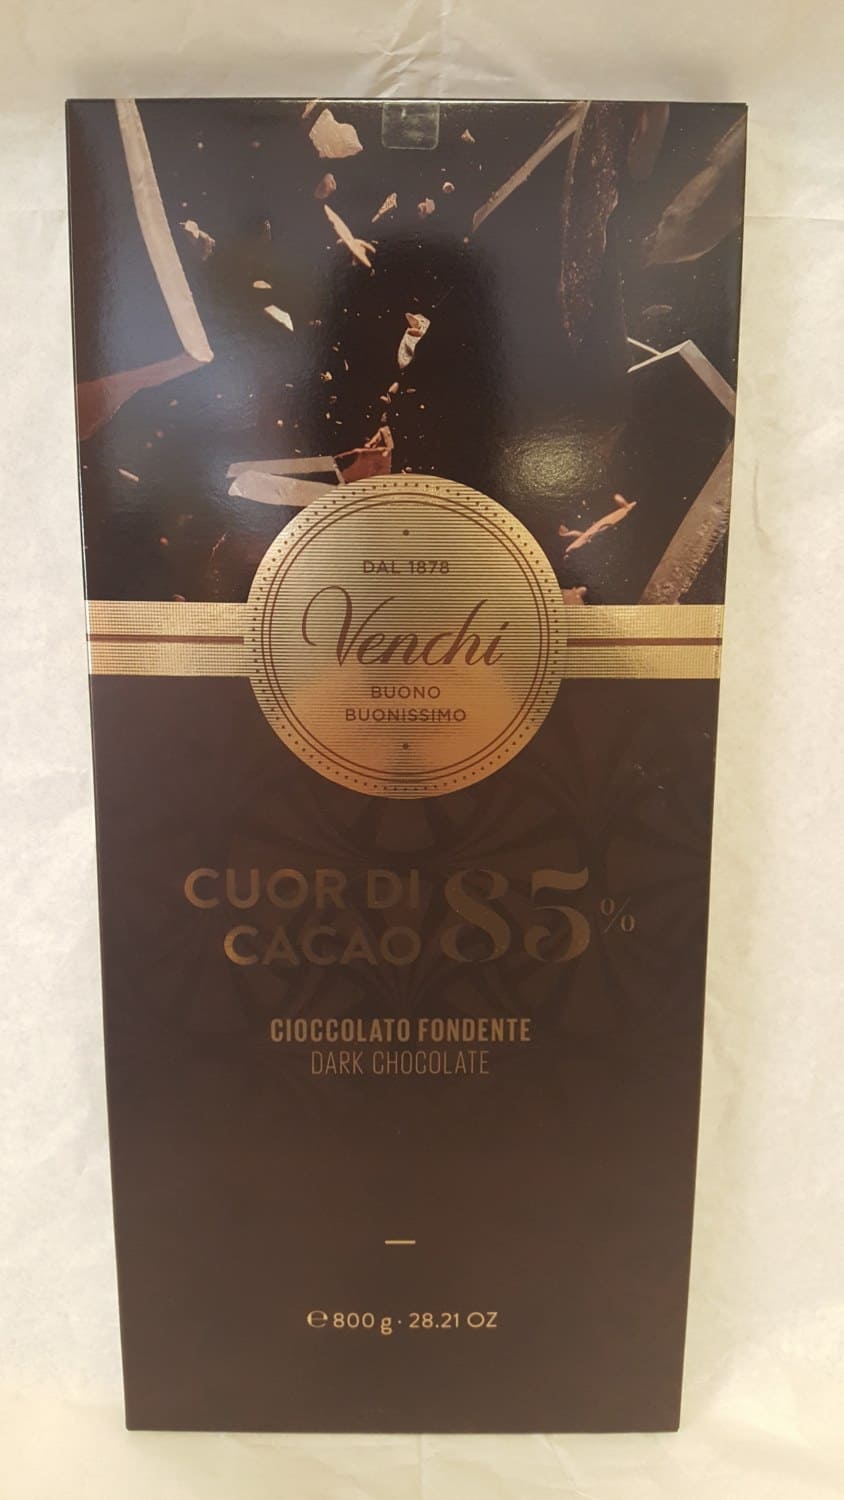 DAL 1878
Venchi
BUONO
BUONISSIMO
CUOR DI
CACAO 85%
CIOCCOLATO FONDENTE
DARK CHOCOLATE
℮ 800 g · 28.21 OZ